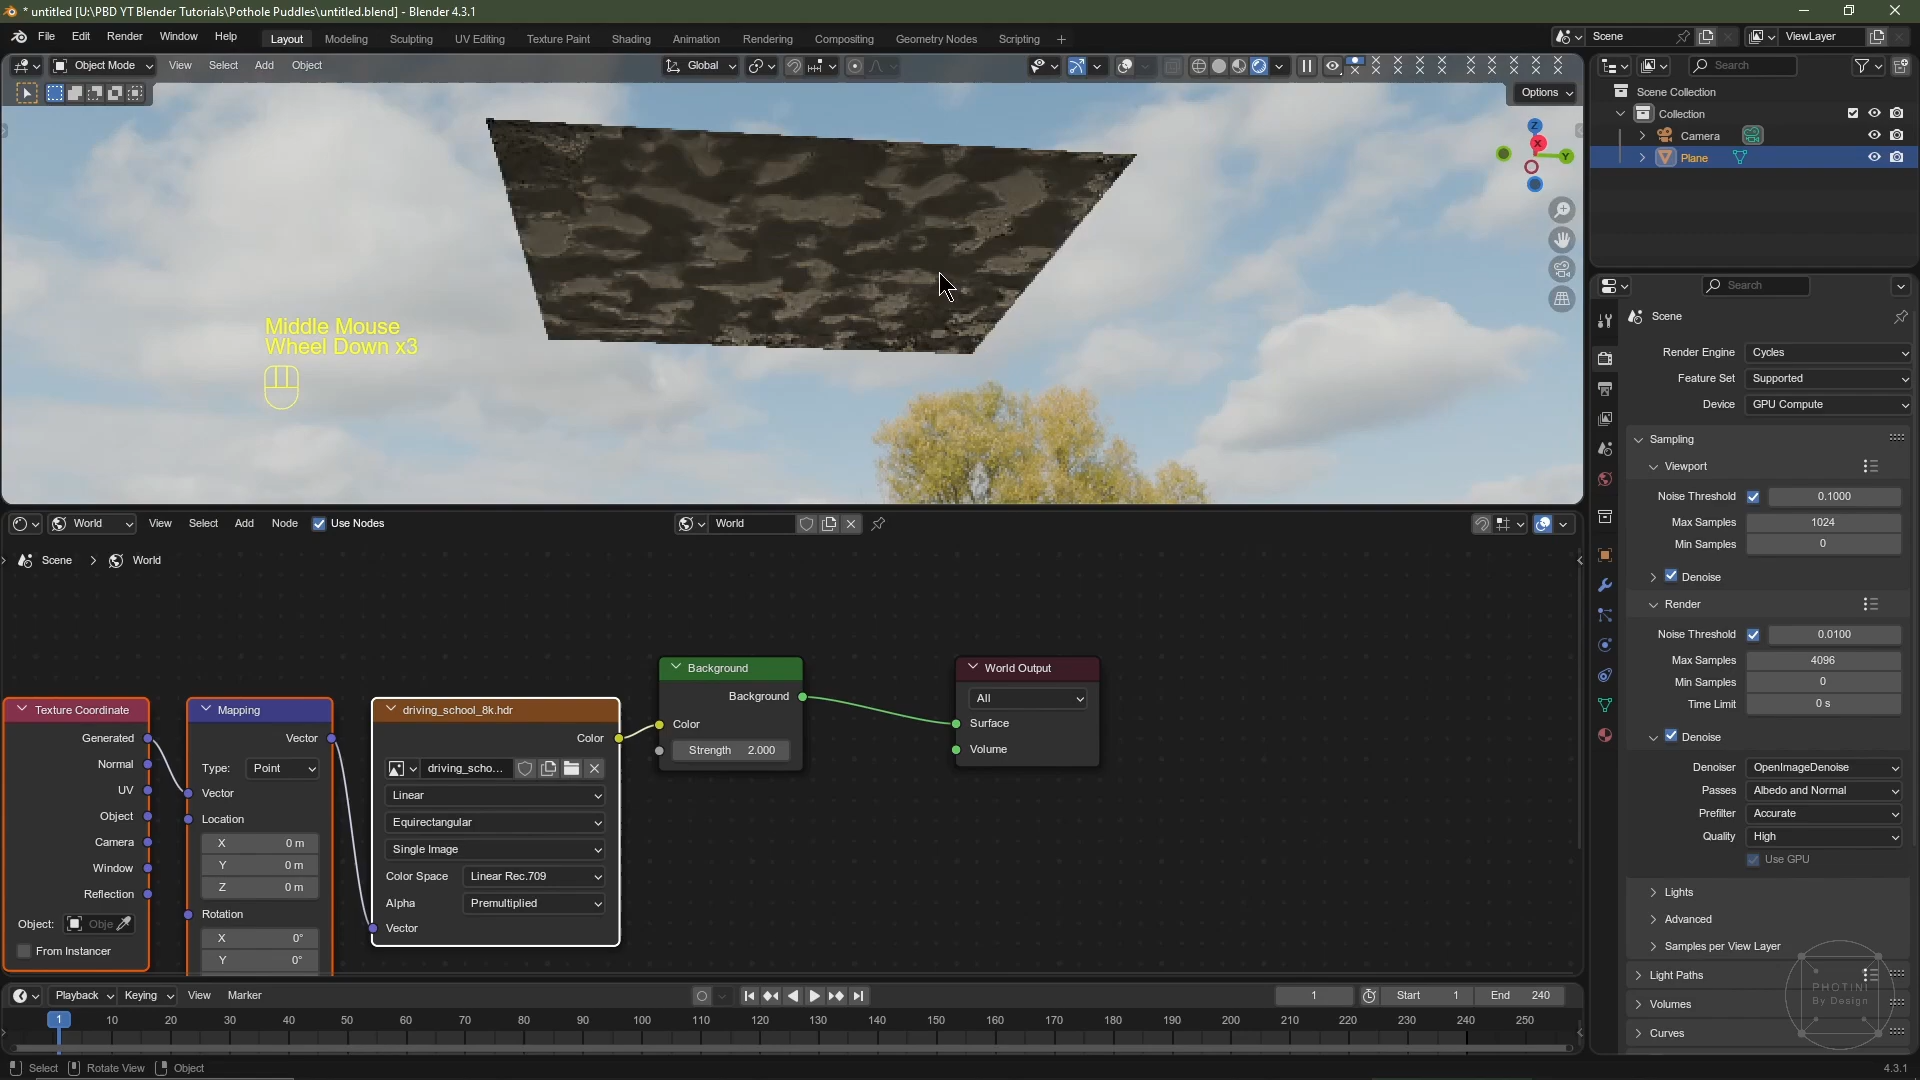 * untitled [U:\PBD YT Blender Tutorials\Pothole Puddles\untitled.blend] - Blender 4.3.1
File Edit Render Window Help
Layout Modeling Sculpting UV Editing Texture Paint Shading Animation Rendering Compositing Geometry Nodes Scripting +
Scene
ViewLayer
Object Mode View Select Add Object
Global
Options
Z
X
Y
Middle Mouse
Wheel Down x3
Search
Scene Collection
Collection
Camera
Plane
Search
Scene
Render Engine Cycles
Feature Set Supported
Device GPU Compute
Sampling
Viewport
Noise Threshold 0.1000
Max Samples 1024
Min Samples 0
Denoise
Render
Noise Threshold 0.0100
Max Samples 4096
Min Samples 0
Time Limit 0 s
Denoise
Denoiser OpenImageDenoise
Passes Albedo and Normal
Prefilter Accurate
Quality High
Use GPU
Lights
Advanced
Samples per View Layer
Light Paths
Volumes
Curves
PHOTINI
By Design
World View Select Add Node Use Nodes
World
Scene > World
Texture Coordinate
Generated
Normal
UV
Object
Camera
Window
Reflection
Object: Obje
From Instancer
Mapping
Vector
Type: Point
Vector
Location
X 0 m
Y 0 m
Z 0 m
Rotation
X 0°
Y 0°
driving_school_8k.hdr
Color
driving_scho...
Linear
Equirectangular
Single Image
Color Space Linear Rec.709
Alpha Premultiplied
Vector
Background
Background
Color
Strength 2.000
World Output
All
Surface
Volume
Playback Keying View Marker
1
Start 1
End 240
1 10 20 30 40 50 60 70 80 90 100 110 120 130 140 150 160 170 180 190 200 210 220 230 240 250
Select Rotate View Object
4.3.1